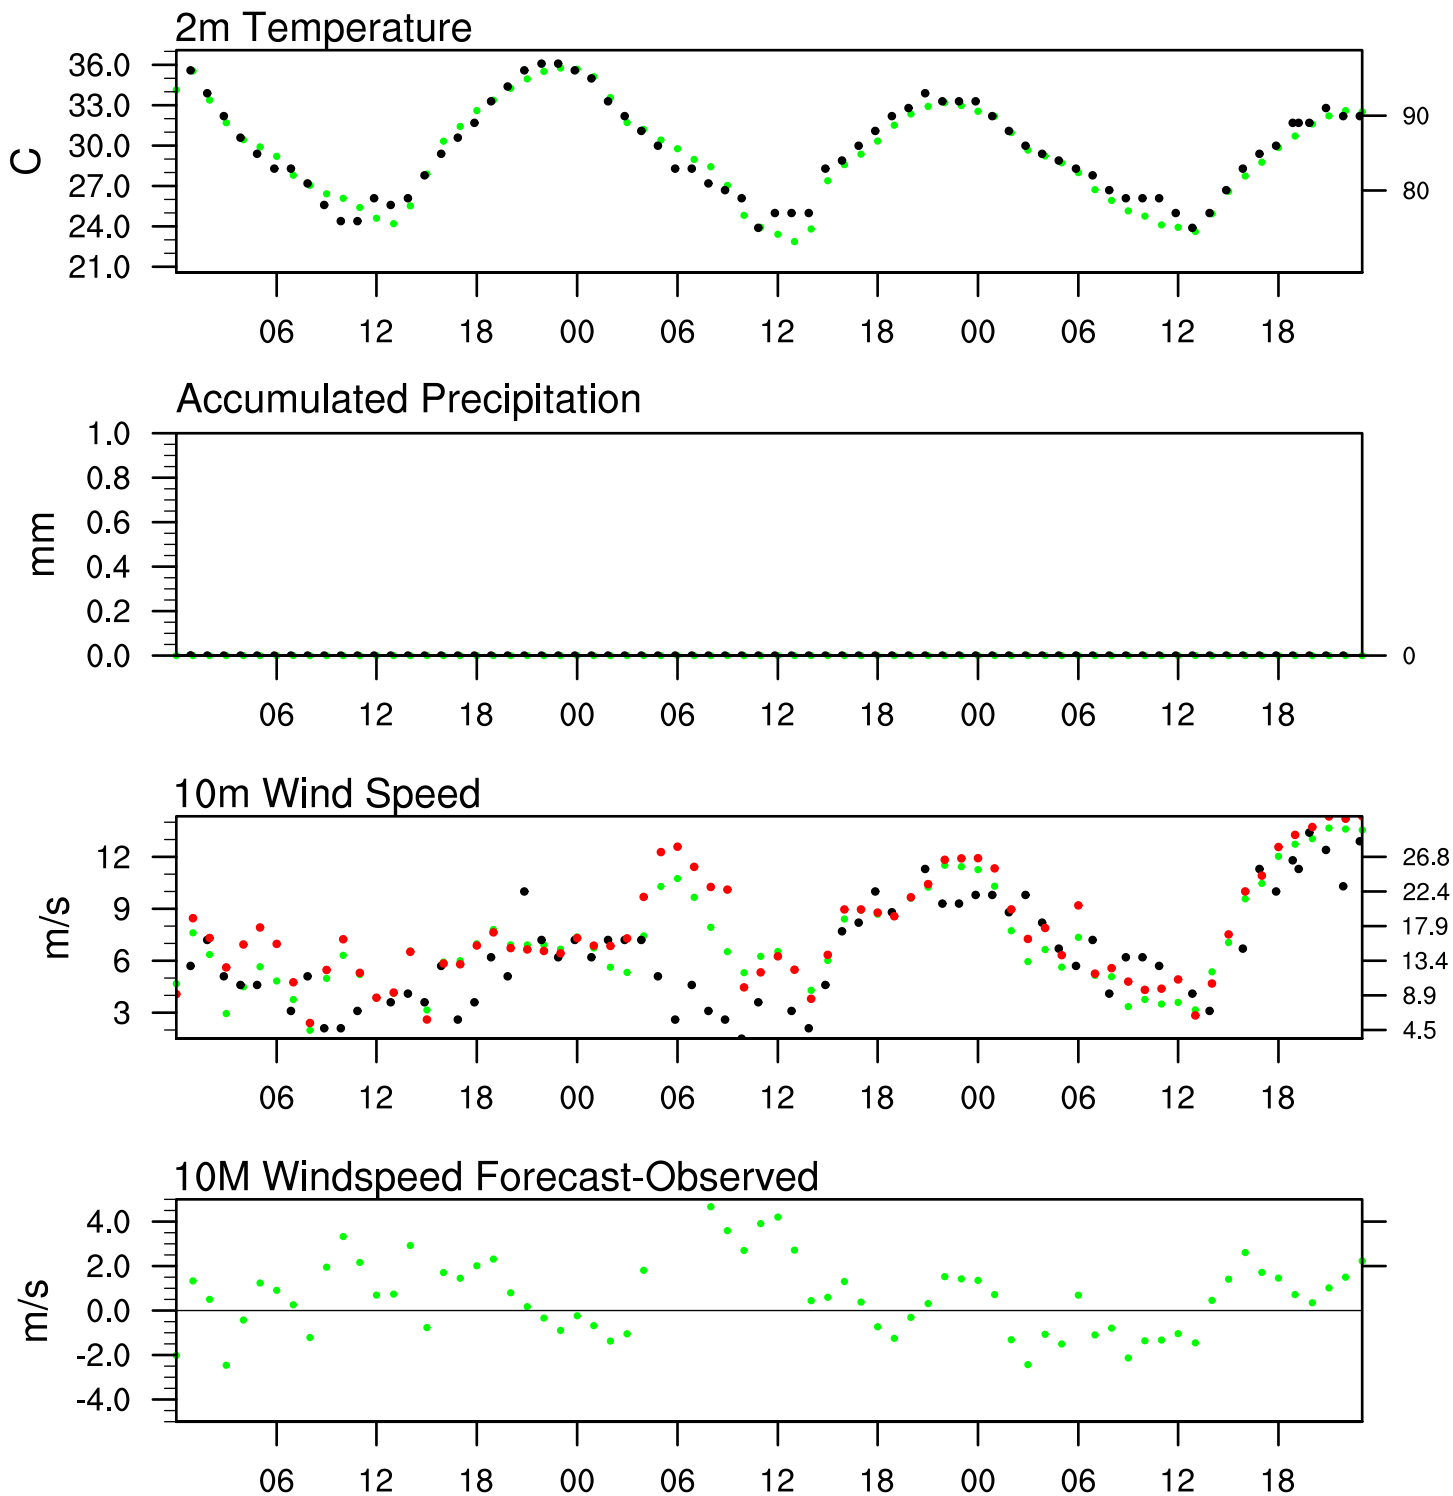 2m Temperature
36.0
33.0
30.0
27.0
24.0
21.0
C
90
80
06 12 18 00 06 12 18 00 06 12 18
Accumulated Precipitation
1.0
0.8
0.6
0.4
0.2
0.0
mm
0
06 12 18 00 06 12 18 00 06 12 18
10m Wind Speed
12
9
6
3
m/s
26.8
22.4
17.9
13.4
8.9
4.5
06 12 18 00 06 12 18 00 06 12 18
10M Windspeed Forecast-Observed
4.0
2.0
0.0
-2.0
-4.0
m/s
06 12 18 00 06 12 18 00 06 12 18